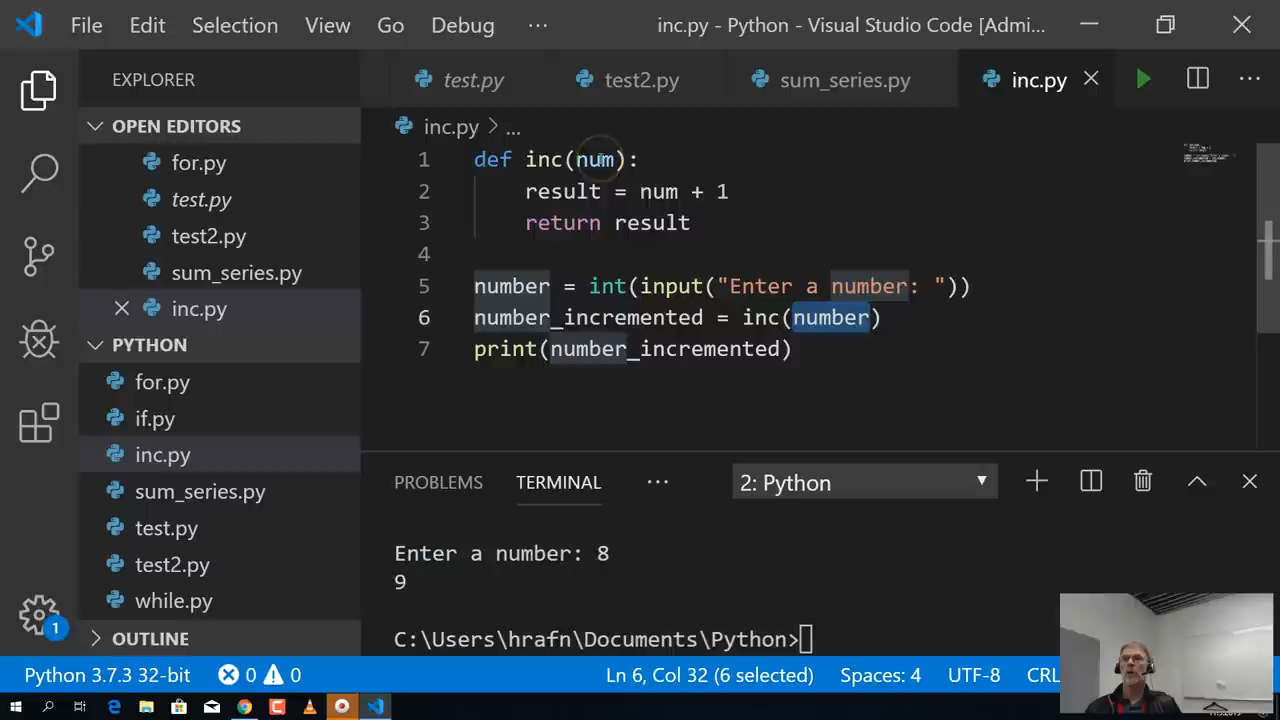 File Edit Selection View Go Debug ··· inc.py - Python - Visual Studio Code [Admi...
EXPLORER
test.py test2.py sum_series.py inc.py ···
OPEN EDITORS
for.py
test.py
test2.py
sum_series.py
inc.py
PYTHON
for.py
if.py
inc.py
sum_series.py
test.py
test2.py
while.py
OUTLINE
inc.py > ...
1 def inc(num):
2 result = num + 1
3 return result
4
5 number = int(input("Enter a number: "))
6 number_incremented = inc(number)
7 print(number_incremented)
PROBLEMS TERMINAL ··· 2: Python
Enter a number: 8
9
C:\Users\hrafn\Documents\Python>
1
Python 3.7.3 32-bit 0 0 Ln 6, Col 32 (6 selected) Spaces: 4 UTF-8 CRL